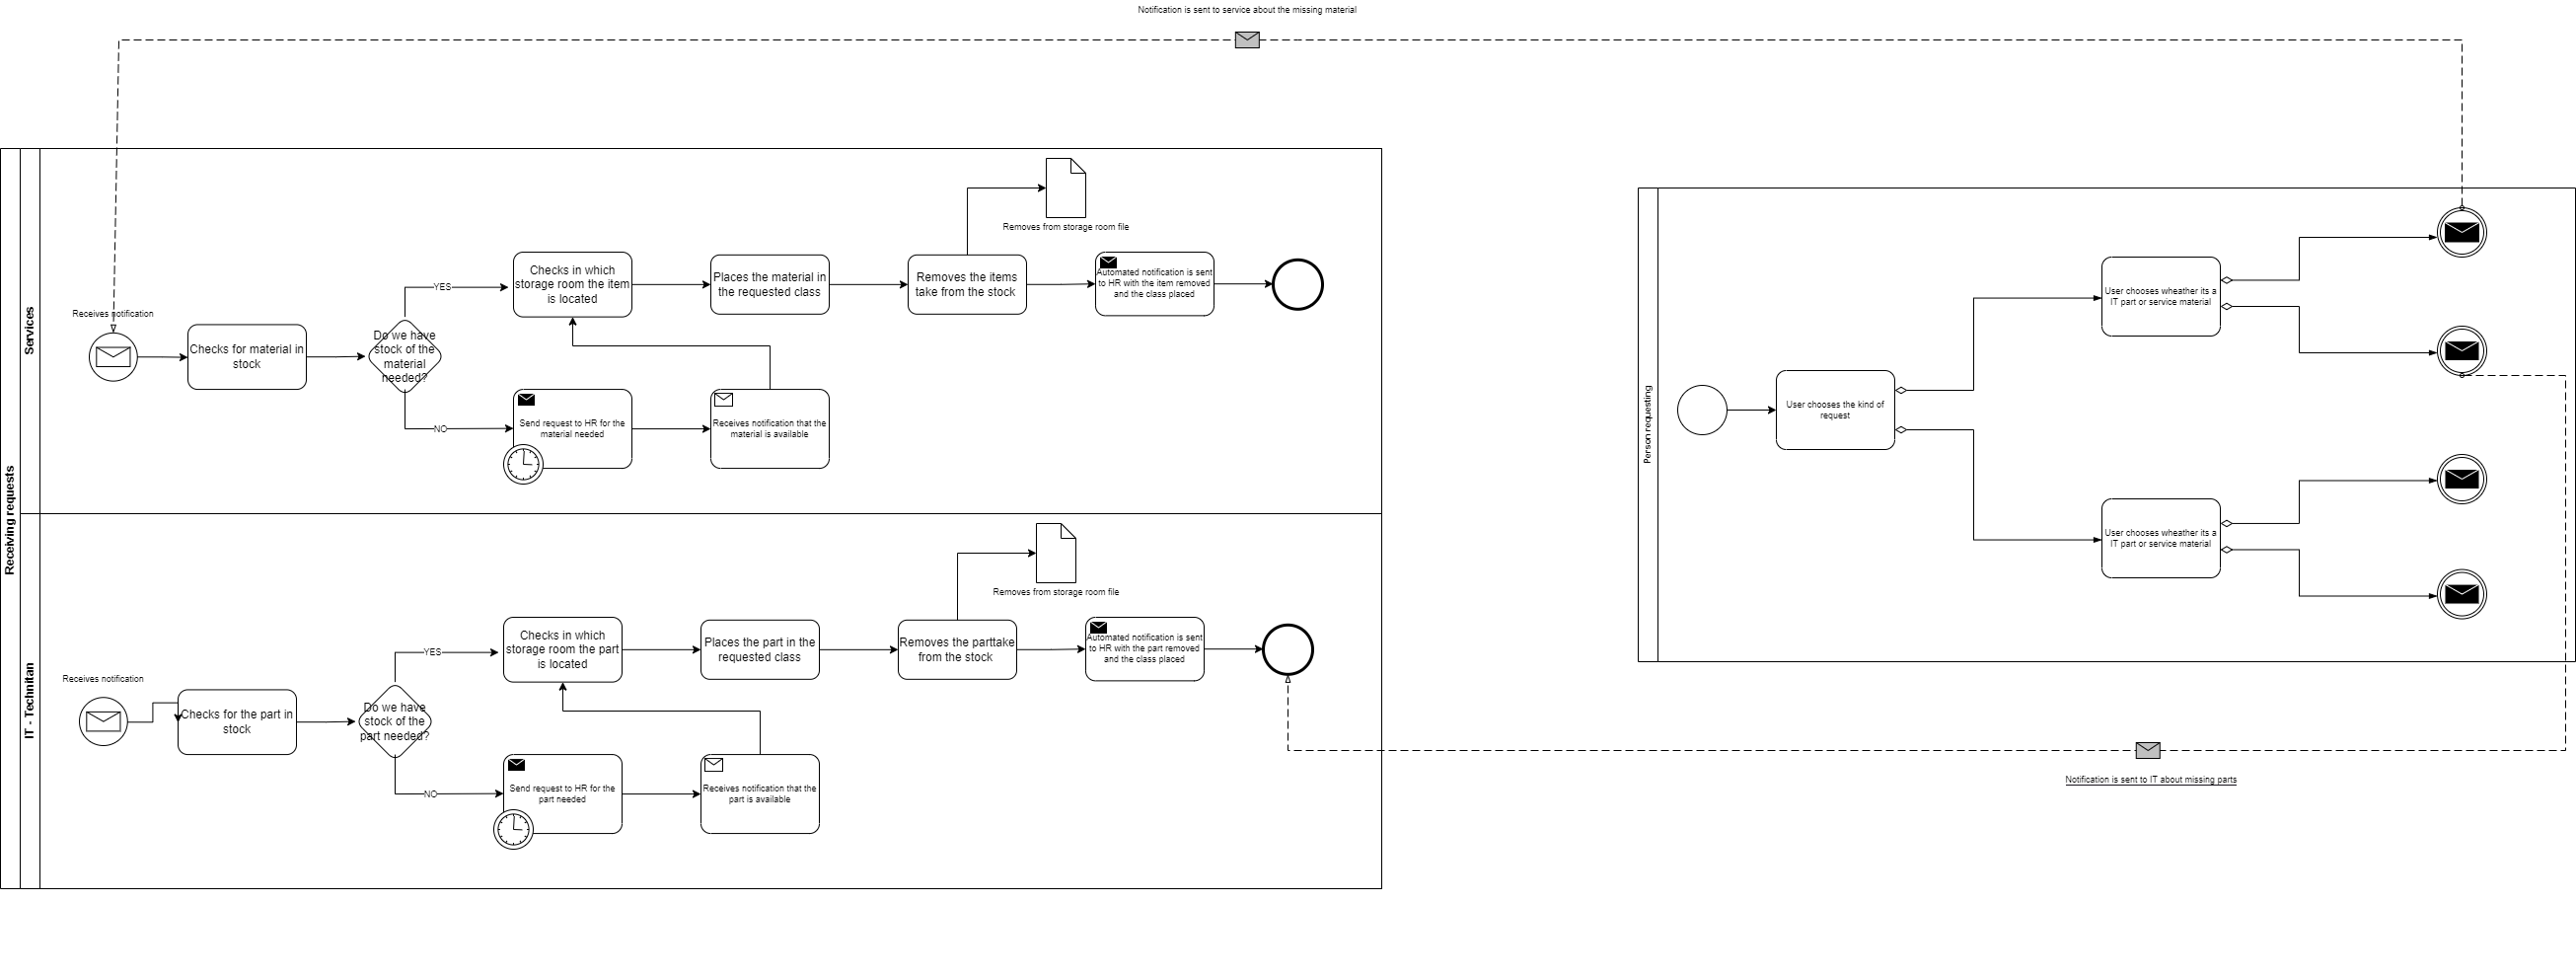 Notification is sent to service about the missing material
Receiving requests
Services
Removes from storage room file
Receives notification
Checks for material in
stock
Do we have
stock of the
material
needed?
YES
NO
Checks in which
storage room the item
is located
Places the material in
the requested class
Removes the items
take from the stock
Automated notification is sent
to HR with the item removed
and the class placed
Send request to HR for the
material needed
Receives notification that the
material is available
IT - Technitan
Removes from storage room file
Receives notification
Checks for the part in
stock
Do we have
stock of the
part needed?
YES
NO
Checks in which
storage room the part
is located
Places the part in the
requested class
Removes the parttake
from the stock
Automated notification is sent
to HR with the part removed
and the class placed
Send request to HR for the
part needed
Receives notification that the
part is available
Person requesting
User chooses the kind of
request
User chooses wheather its a
IT part or service material
User chooses wheather its a
IT part or service material
Notification is sent to IT about missing parts